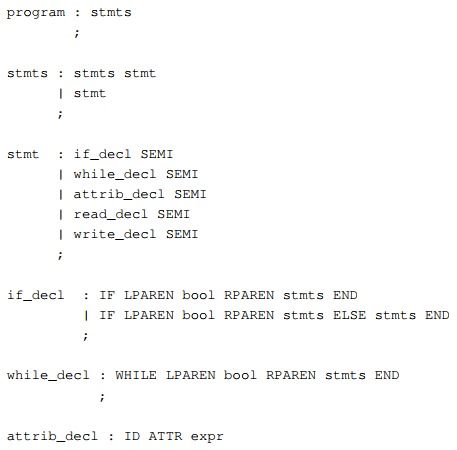 program : stmts
;
stmts : stmts stmt
| stmt
;
stmt : if_decl SEMI
| while_decl SEMI
| attrib_decl SEMI
| read_decl SEMI
| write_decl SEMI
;
if_decl : IF LPAREN bool RPAREN stmts END
| IF LPAREN bool RPAREN stmts ELSE stmts END
;
while_decl : WHILE LPAREN bool RPAREN stmts END
;
attrib_decl : ID ATTR expr